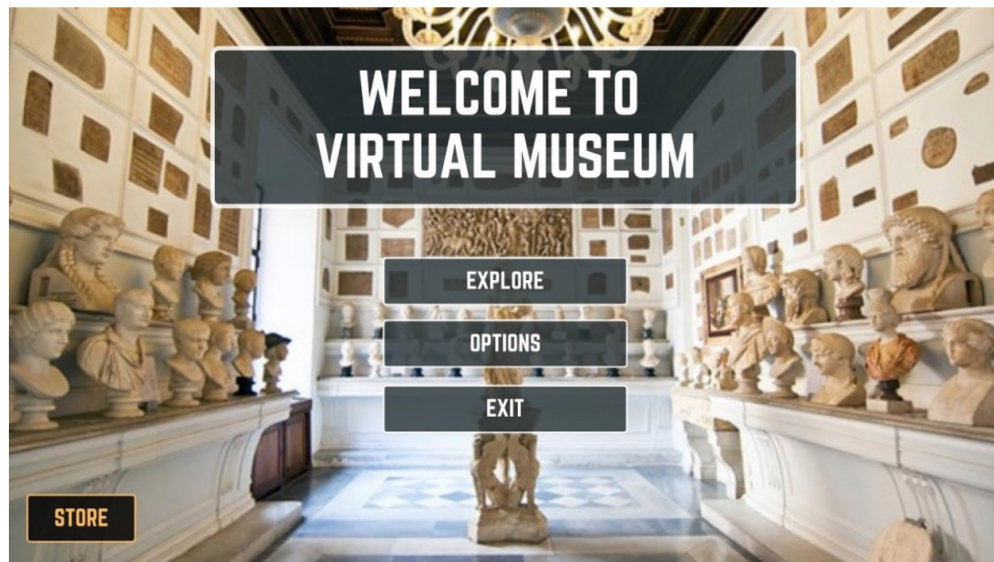 WELCOME TO
VIRTUAL MUSEUM
EXPLORE
OPTIONS
EXIT
STORE